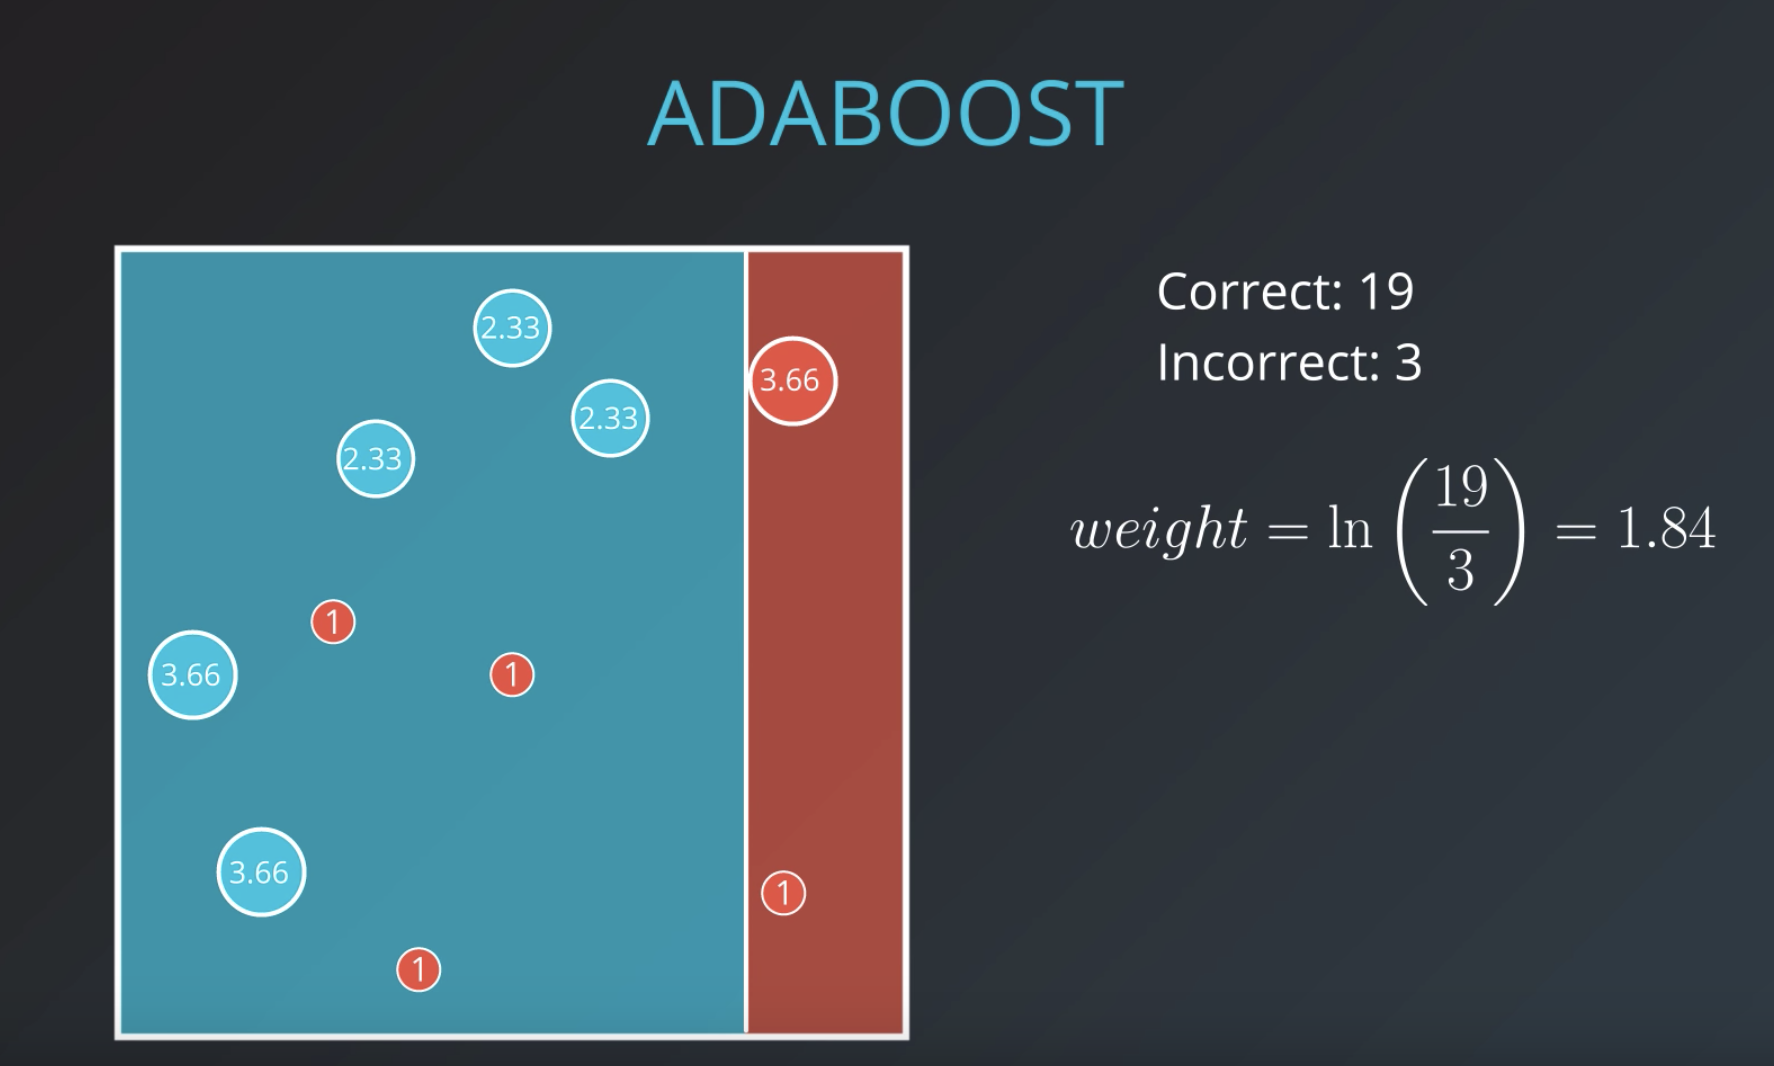 ADABOOST
2.33
3.66
2.33
2.33
1
3.66
1
3.66
1
1
Correct: 19
Incorrect: 3
weight = ln(19/3) = 1.84